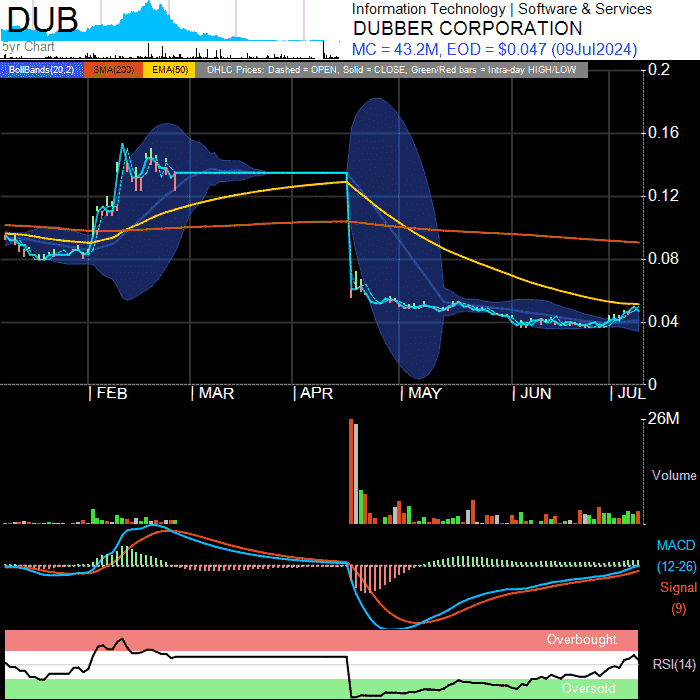 DUB
Information Technology | Software & Services
DUBBER CORPORATION
5yr Chart
MC = 43.2M, EOD = $0.047 (09Jul2024)
BollBands(20,2) SMA(200) EMA(50) OHLC Prices: Dashed = OPEN, Solid = CLOSE, Green/Red bars = Intra-day HIGH/LOW
0.2
0.16
0.12
0.08
0.04
0
| FEB | MAR | APR | MAY | JUN | JUL
26M
Volume
MACD
(12-26)
Signal
(9)
Overbought
RSI(14)
Oversold